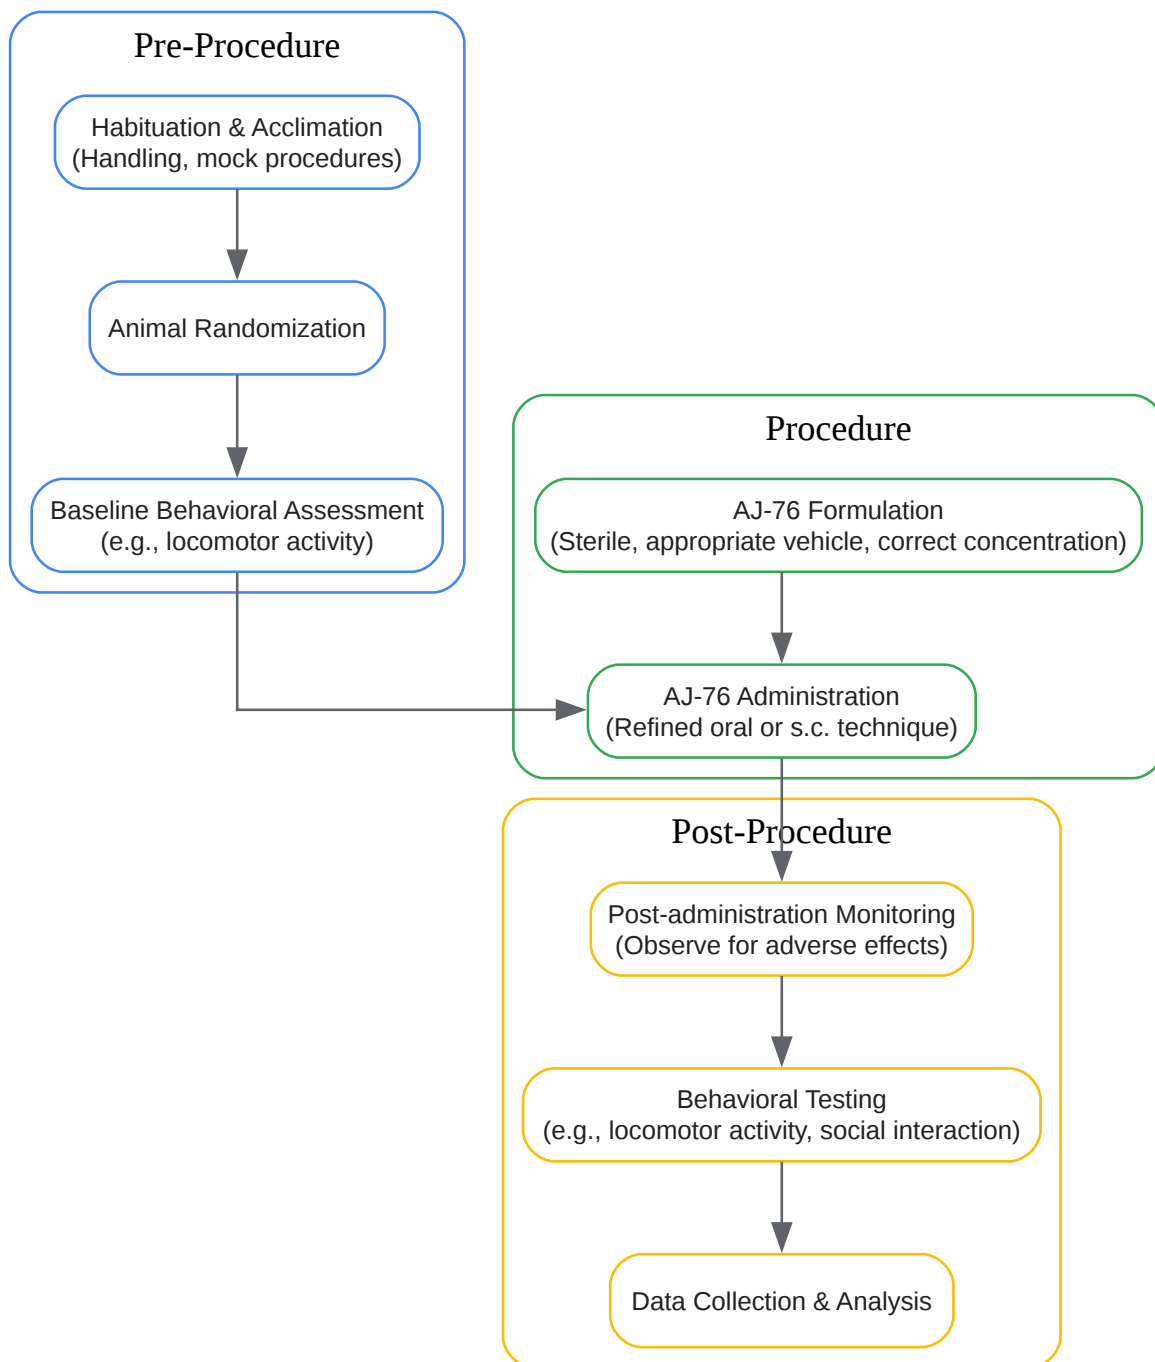 Pre-Procedure
Habituation & Acclimation
(Handling, mock procedures)
Animal Randomization
Baseline Behavioral Assessment
(e.g., locomotor activity)
Procedure
AJ-76 Formulation
(Sterile, appropriate vehicle, correct concentration)
AJ-76 Administration
(Refined oral or s.c. technique)
Post-Procedure
Post-administration Monitoring
(Observe for adverse effects)
Behavioral Testing
(e.g., locomotor activity, social interaction)
Data Collection & Analysis